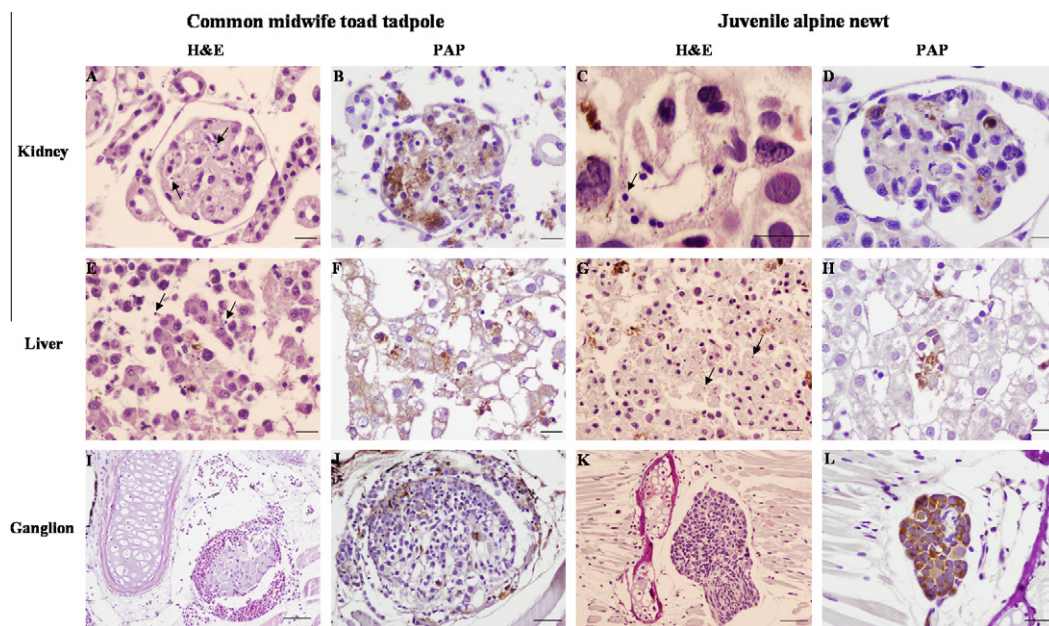 Common midwife toad tadpole Juvenile alpine newt
H&E PAP H&E PAP
A B C D
Kidney
E F G H
Liver
I J K L
Ganglion